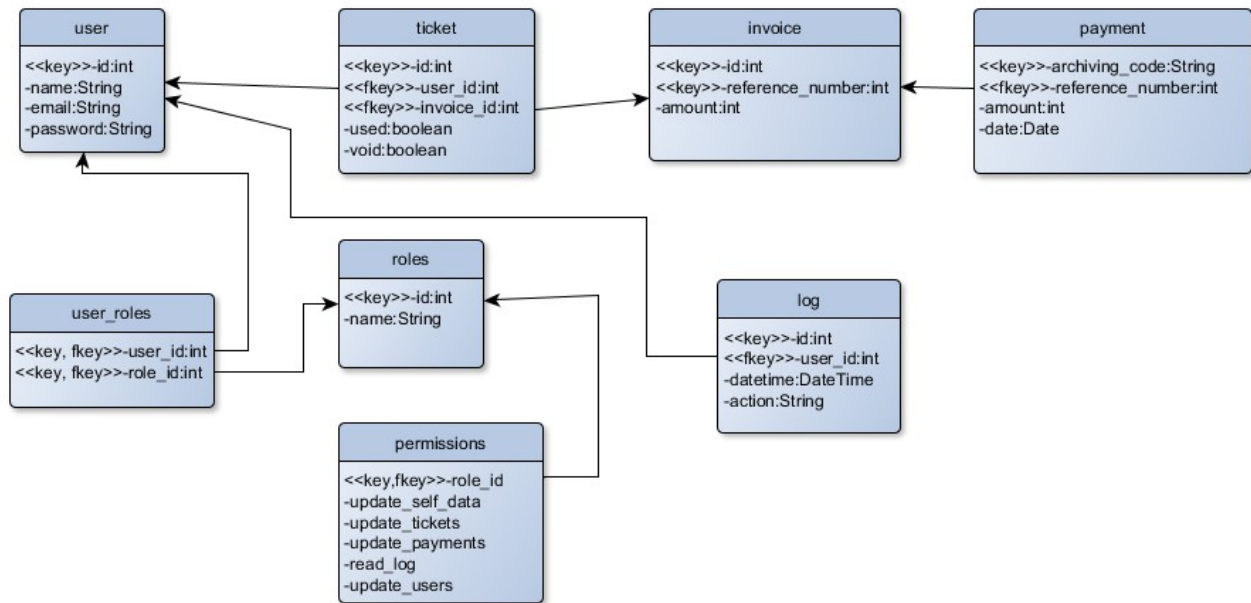 user
<<key>>-id:int
-name:String
-email:String
-password:String
ticket
<<key>>-id:int
<<fkey>>-user_id:int
<<fkey>>-invoice_id:int
-used:boolean
-void:boolean
invoice
<<key>>-id:int
<<key>>-reference_number:int
-amount:int
payment
<<key>>-archiving_code:String
<<fkey>>-reference_number:int
-amount:int
-date:Date
user_roles
<<key, fkey>>-user_id:int
<<key, fkey>>-role_id:int
roles
<<key>>-id:int
-name:String
log
<<key>>-id:int
<<fkey>>-user_id:int
-datetime:DateTime
-action:String
permissions
<<key,fkey>>-role_id
-update_self_data
-update_tickets
-update_payments
-read_log
-update_users